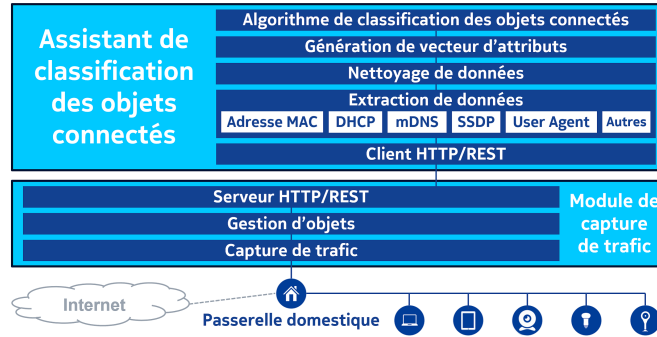 Assistant de
classification
des objets
connectés
Algorithme de classification des objets connectés
Génération de vecteur d'attributs
Nettoyage de données
Extraction de données
Adresse MAC DHCP mDNS SSDP User Agent Autres
Client HTTP/REST
Serveur HTTP/REST
Gestion d'objets
Capture de trafic
Module de
capture
de trafic
Internet
Passerelle domestique